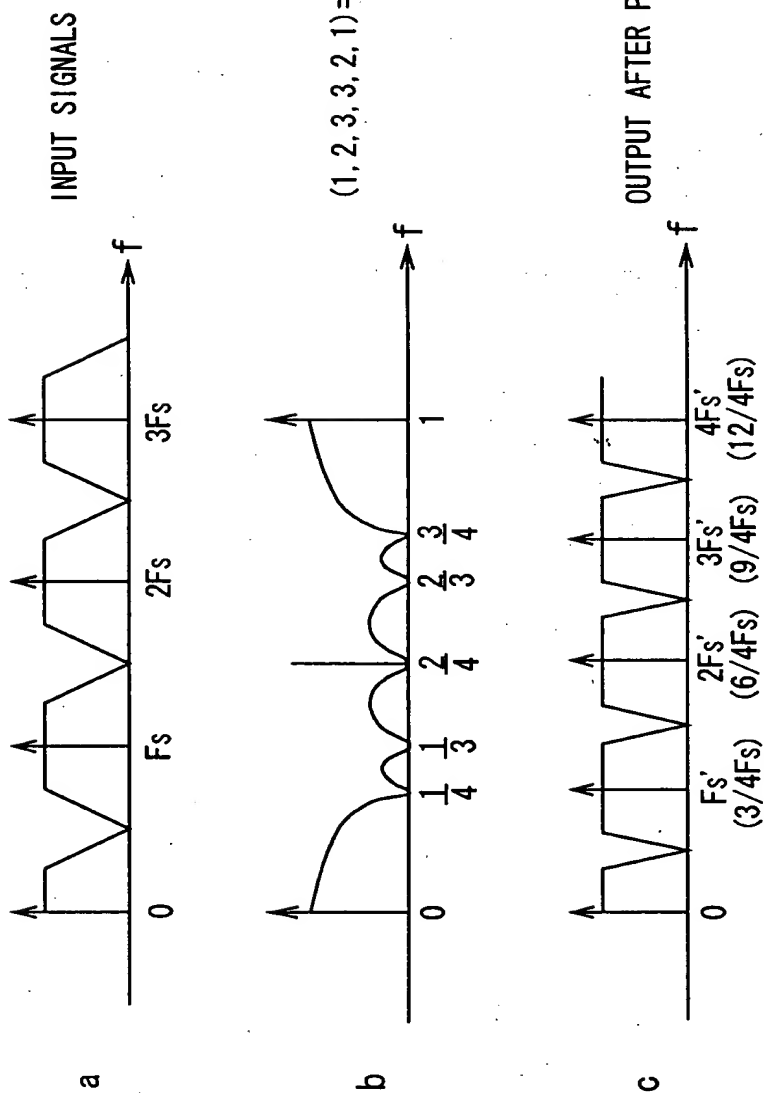 a
INPUT SIGNALS
f
0
Fs
2Fs
3Fs
b
(1, 2, 3, 3, 2, 1)=
f
0
1/4
1/3
2/4
2/3
3/4
1
c
OUTPUT AFTER P
f
0
Fs'
(3/4Fs)
2Fs'
(6/4Fs)
3Fs'
(9/4Fs)
4Fs'
(12/4Fs)